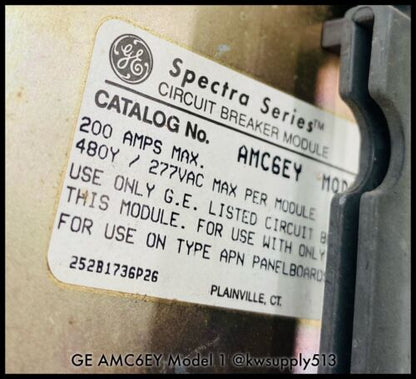 GE
Spectra Series™
CIRCUIT BREAKER MODULE
CATALOG No. AMC6EY MOD
200 AMPS MAX.
480Y / 277VAC MAX PER MODULE
USE ONLY G.E. LISTED CIRCUIT B
THIS MODULE. FOR USE WITH ONLY
FOR USE ON TYPE APN PANELBOARDS
252B1736P26
PLAINVILLE, CT.
GE AMC6EY Model 1 @kwsupply513